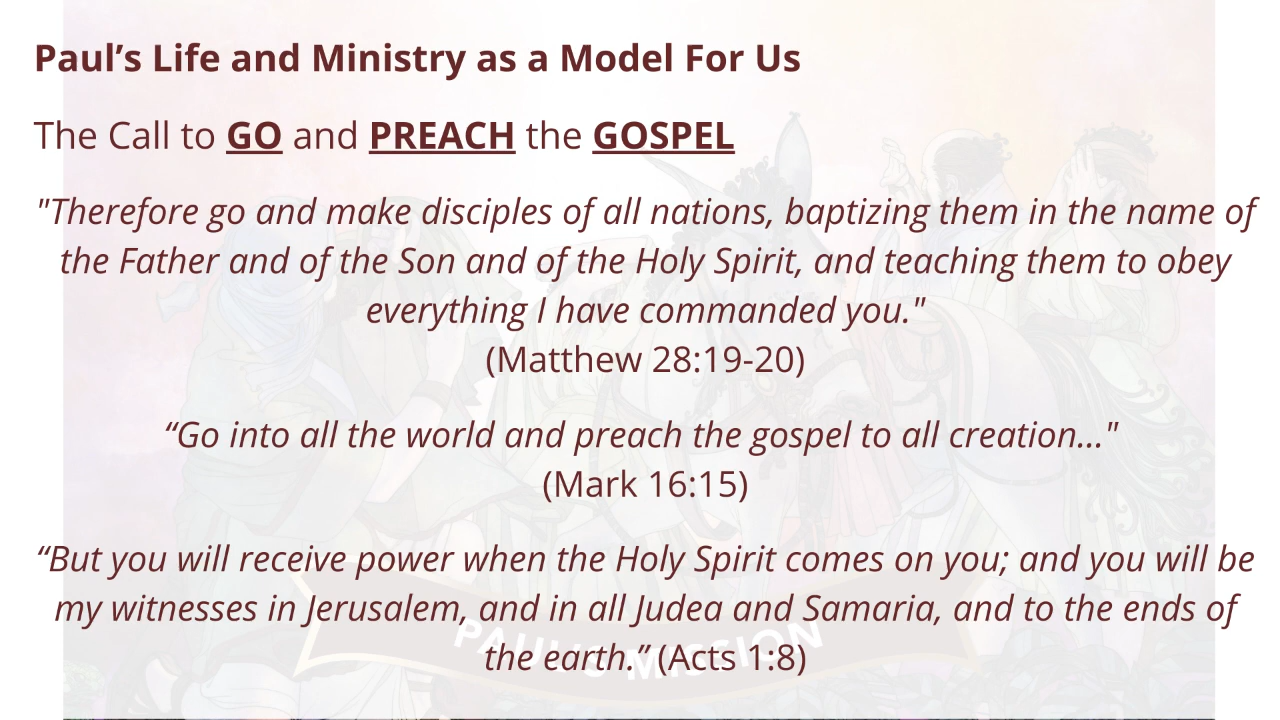 Paul’s Life and Ministry as a Model For Us
The Call to GO and PREACH the GOSPEL
"Therefore go and make disciples of all nations, baptizing them in the name of
the Father and of the Son and of the Holy Spirit, and teaching them to obey
everything I have commanded you."
(Matthew 28:19-20)
“Go into all the world and preach the gospel to all creation..."
(Mark 16:15)
“But you will receive power when the Holy Spirit comes on you; and you will be
my witnesses in Jerusalem, and in all Judea and Samaria, and to the ends of
the earth.” (Acts 1:8)
PAUL'S MISSION